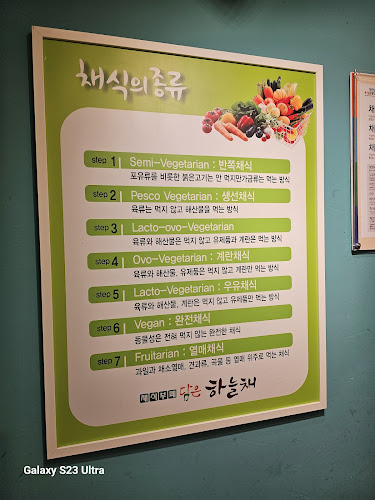 채식의종류
step 1 Semi-Vegetarian : 반쪽채식
포유류를 비롯한 붉은고기는 안 먹지만가금류는 먹는 방식
step 2 Pesco Vegetarian : 생선채식
육류는 먹지 않고 해산물을 먹는 방식
step 3 Lacto-ovo-Vegetarian
육류와 해산물은 먹지 않고 유제품과 계란은 먹는 방식
step 4 Ovo-Vegetarian : 계란채식
육류와 해산물, 유제품은 먹지 않고 계란만 먹는 방식
step 5 Lacto-Vegetarian : 우유채식
육류와 해산물, 계란은 먹지 않고 유제품만 먹는 방식
step 6 Vegan : 완전채식
동물성은 전혀 먹지 않는 완전한 채식
step 7 Fruitarian : 열매채식
과일과 채소열매, 견과류, 곡물 등 열매 위주로 먹는 채식
채식뷔페 담은 하늘채
Galaxy S23 Ultra